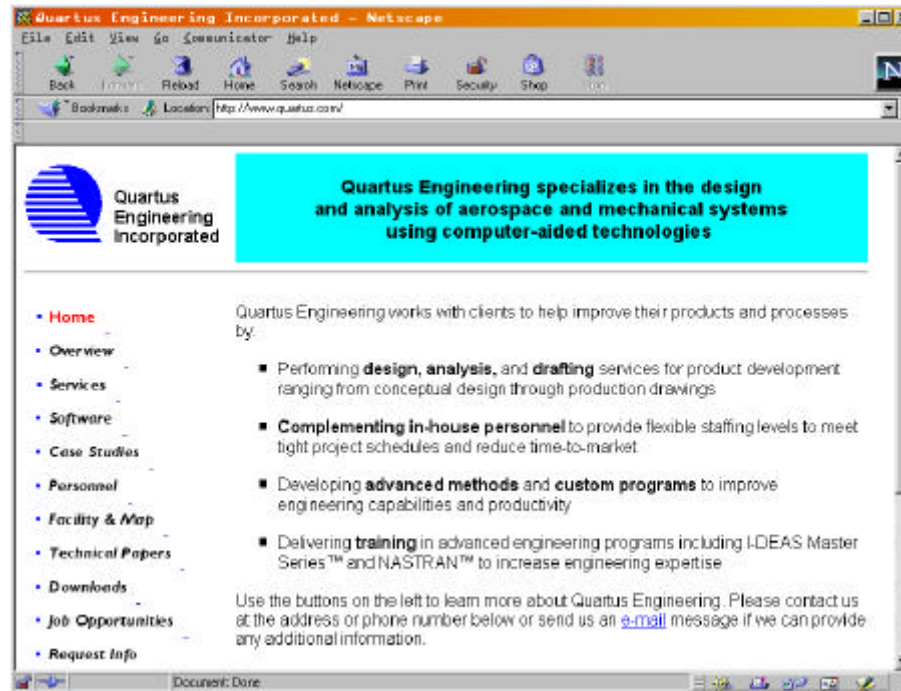 Quartus Engineering Incorporated - Netscape
File Edit View Go Communicator Help
Back Forward Reload Home Search Netscape Print Security Shop
Bookmarks Location: http://www.quartus.com/
Quartus
Engineering
Incorporated
Quartus Engineering specializes in the design
and analysis of aerospace and mechanical systems
using computer-aided technologies
• Home
• Overview
• Services
• Software
• Case Studies
• Personnel
• Facility & Map
• Technical Papers
• Downloads
• Job Opportunities
• Request Info
Quartus Engineering works with clients to help improve their products and processes
by:
■ Performing design, analysis, and drafting services for product development
ranging from conceptual design through production drawings
■ Complementing in-house personnel to provide flexible staffing levels to meet
tight project schedules and reduce time-to-market
■ Developing advanced methods and custom programs to improve
engineering capabilities and productivity
■ Delivering training in advanced engineering programs including I-DEAS Master
Series™ and NASTRAN™ to increase engineering expertise
Use the buttons on the left to learn more about Quartus Engineering. Please contact us
at the address or phone number below or send us an e-mail message if we can provide
any additional information.
Document: Done